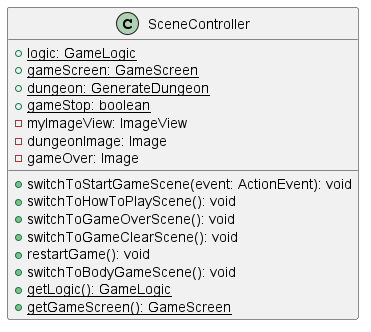 C SceneController
logic: GameLogic
gameScreen: GameScreen
dungeon: GenerateDungeon
gameStop: boolean
myImageView: ImageView
dungeonImage: Image
gameOver: Image
switchToStartGameScene(event: ActionEvent): void
switchToHowToPlayScene(): void
switchToGameOverScene(): void
switchToGameClearScene(): void
restartGame(): void
switchToBodyGameScene(): void
getLogic(): GameLogic
getGameScreen(): GameScreen